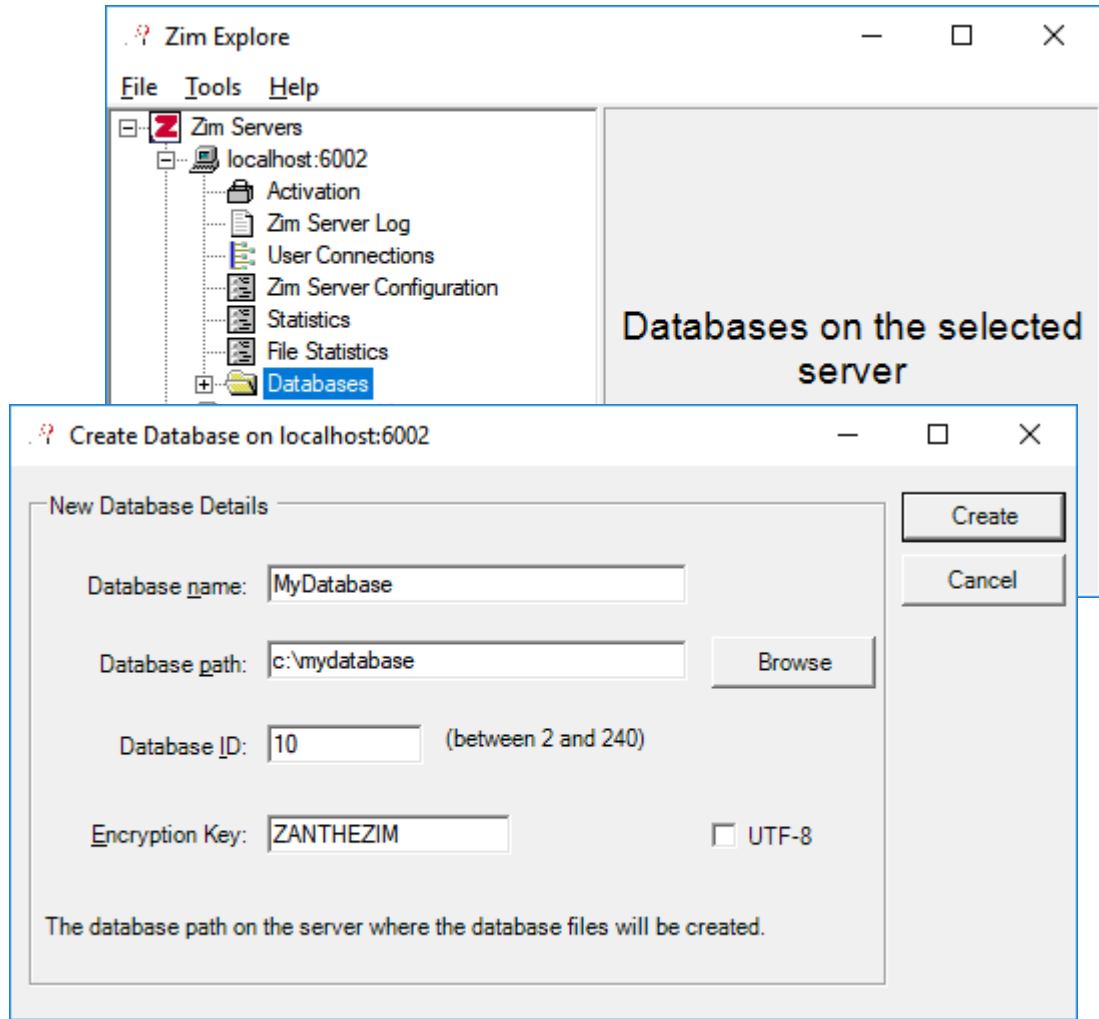 Zim Explore
File Tools Help
Zim Servers
localhost:6002
Activation
Zim Server Log
User Connections
Zim Server Configuration
Statistics
File Statistics
Databases
Databases on the selected
server
Create Database on localhost:6002
New Database Details
Create
Cancel
Database name: MyDatabase
Database path: c:\mydatabase Browse
Database ID: 10 (between 2 and 240)
Encryption Key: ZANTHEZIM UTF-8
The database path on the server where the database files will be created.